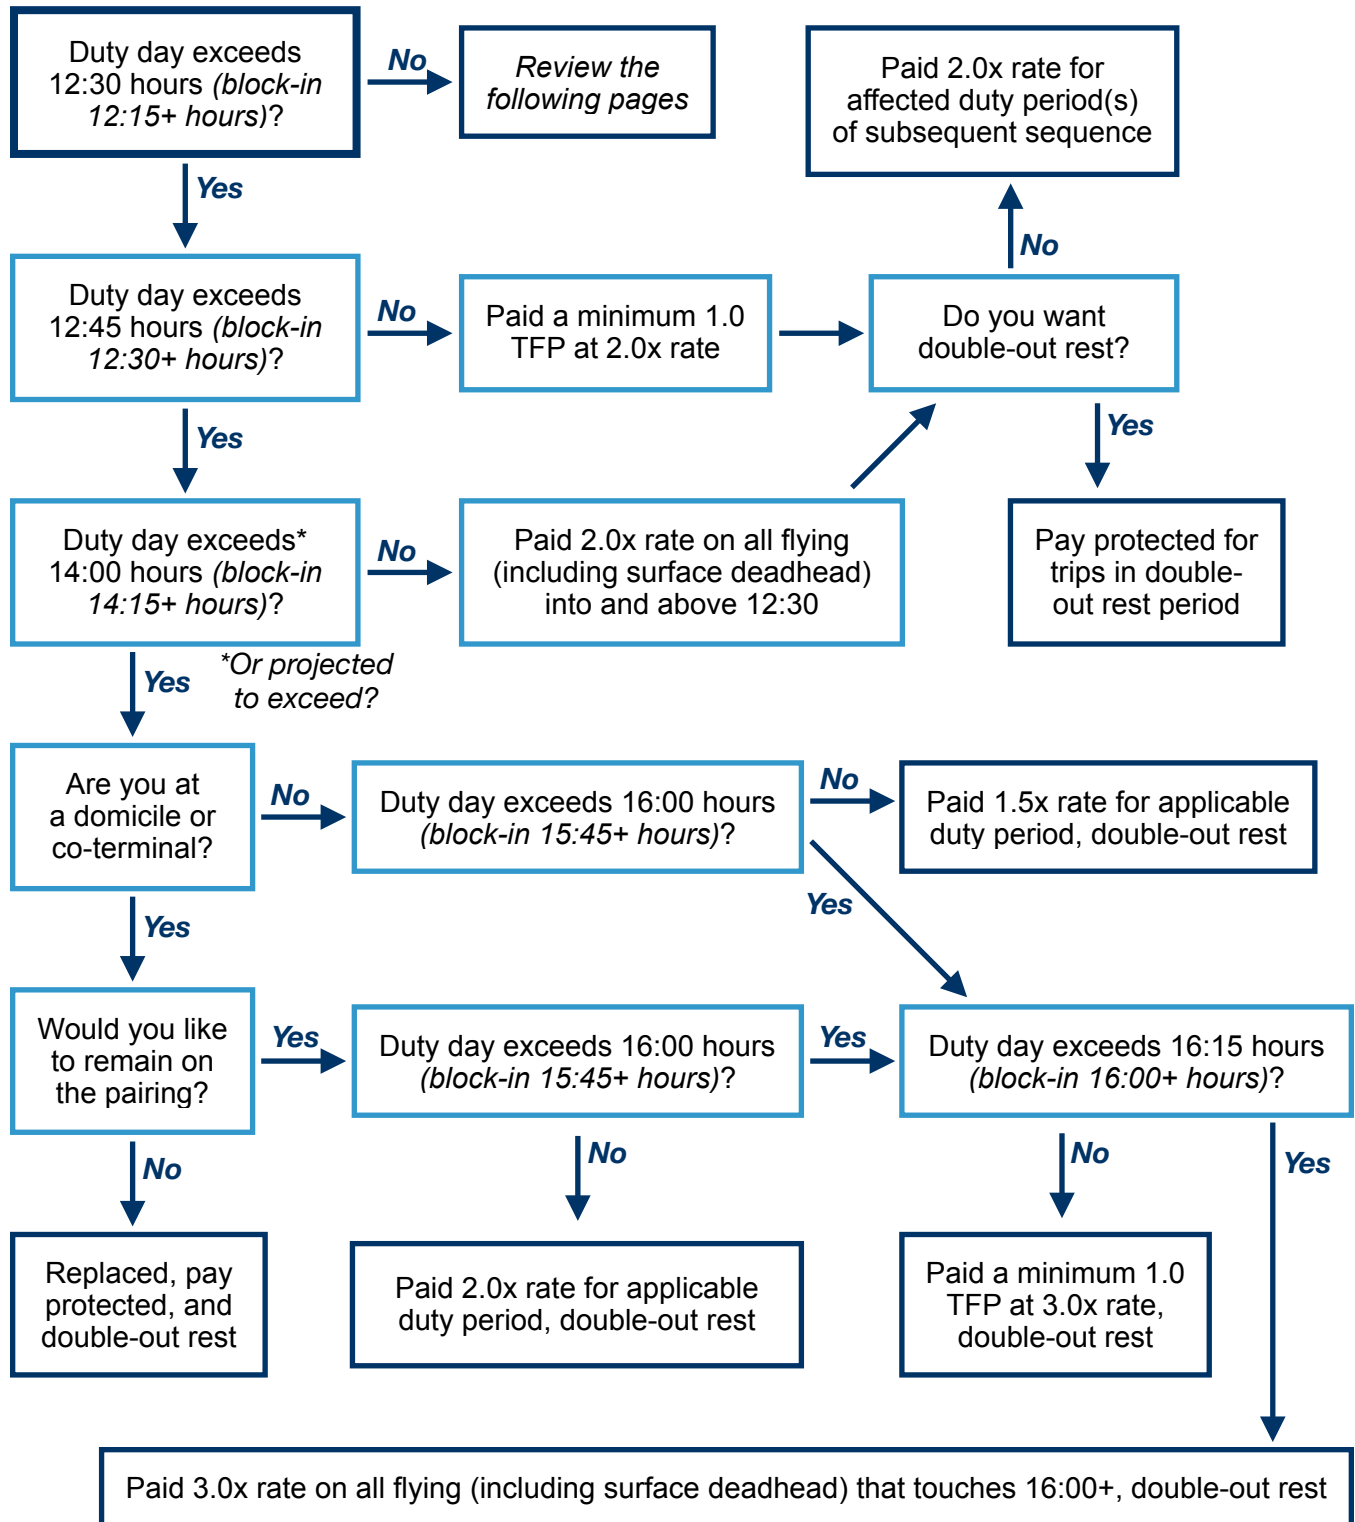 Duty day exceeds
12:30 hours (block-in
12:15+ hours)?
No
Review the
following pages
Paid 2.0x rate for
affected duty period(s)
of subsequent sequence
Yes
No
Duty day exceeds
12:45 hours (block-in
12:30+ hours)?
No
Paid a minimum 1.0
TFP at 2.0x rate
Do you want
double-out rest?
Yes
Yes
Duty day exceeds*
14:00 hours (block-in
14:15+ hours)?
No
Paid 2.0x rate on all flying
(including surface deadhead)
into and above 12:30
Pay protected for
trips in double-
out rest period
Yes
*Or projected
to exceed?
Are you at
a domicile or
co-terminal?
No
Duty day exceeds 16:00 hours
(block-in 15:45+ hours)?
No
Paid 1.5x rate for applicable
duty period, double-out rest
Yes
Yes
Would you like
to remain on
the pairing?
Yes
Duty day exceeds 16:00 hours
(block-in 15:45+ hours)?
Yes
Duty day exceeds 16:15 hours
(block-in 16:00+ hours)?
No
No
No
Yes
Replaced, pay
protected, and
double-out rest
Paid 2.0x rate for applicable
duty period, double-out rest
Paid a minimum 1.0
TFP at 3.0x rate,
double-out rest
Paid 3.0x rate on all flying (including surface deadhead) that touches 16:00+, double-out rest